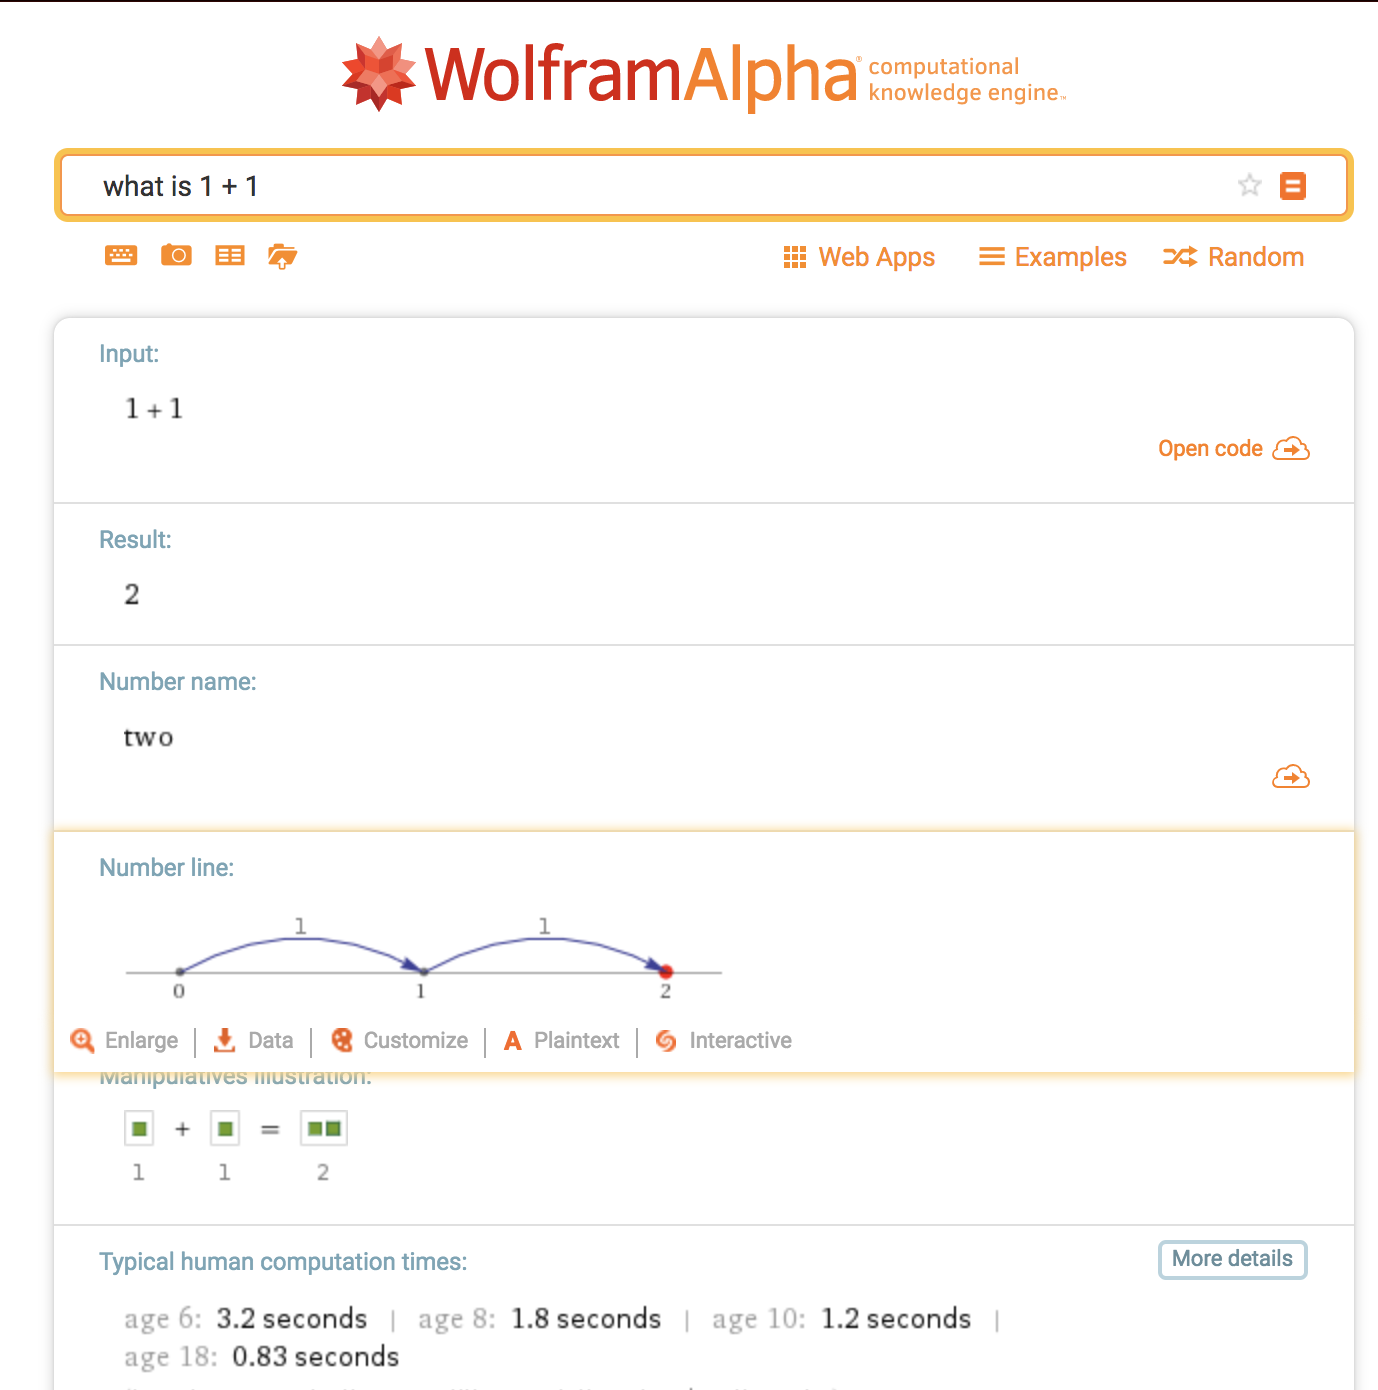 WolframAlpha computational knowledge engine™
what is 1 + 1
Web Apps Examples Random
Input:
1 + 1
Open code
Result:
2
Number name:
two
Number line:
1 1
0 1 2
Enlarge | Data | Customize | A Plaintext | Interactive
Manipulatives illustration:
+ =
1 1 2
Typical human computation times: More details
age 6: 3.2 seconds | age 8: 1.8 seconds | age 10: 1.2 seconds |
age 18: 0.83 seconds